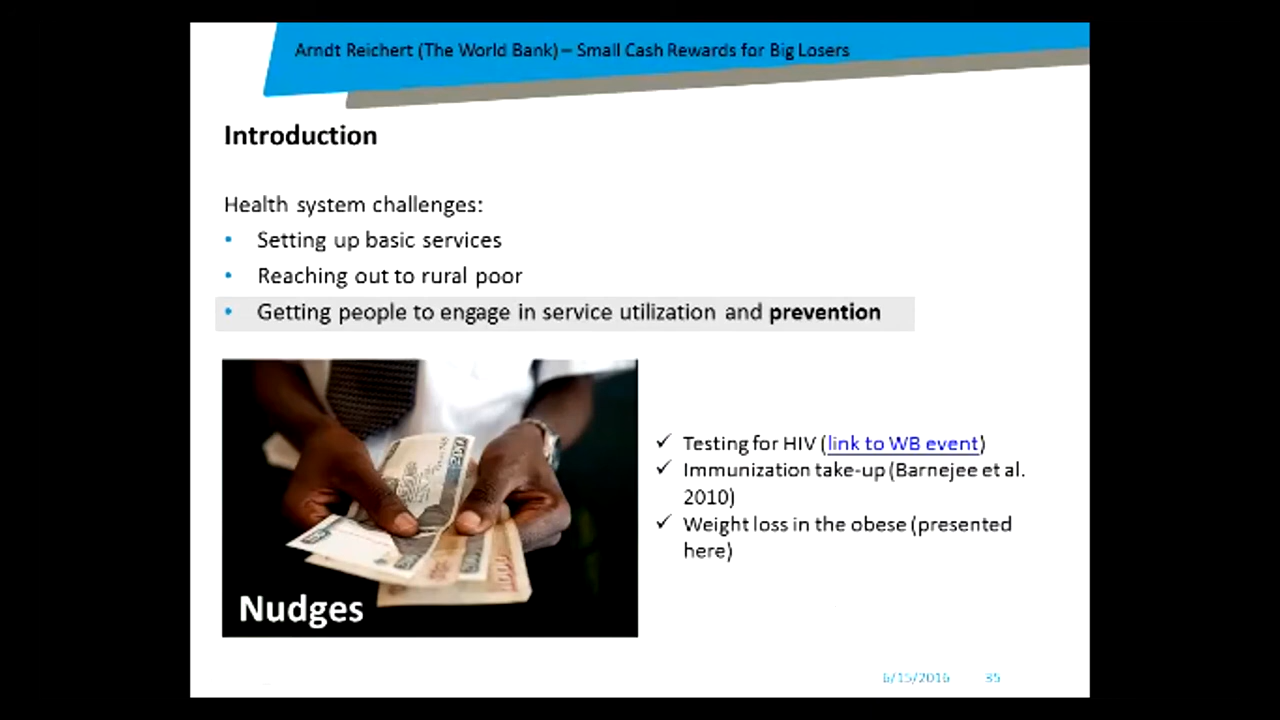 Arndt Reichert (The World Bank) – Small Cash Rewards for Big Losers
Introduction
Health system challenges:
• Setting up basic services
• Reaching out to rural poor
• Getting people to engage in service utilization and prevention
✓ Testing for HIV (link to WB event)
✓ Immunization take-up (Barnejee et al.
2010)
✓ Weight loss in the obese (presented
here)
Nudges
6/15/2016 35